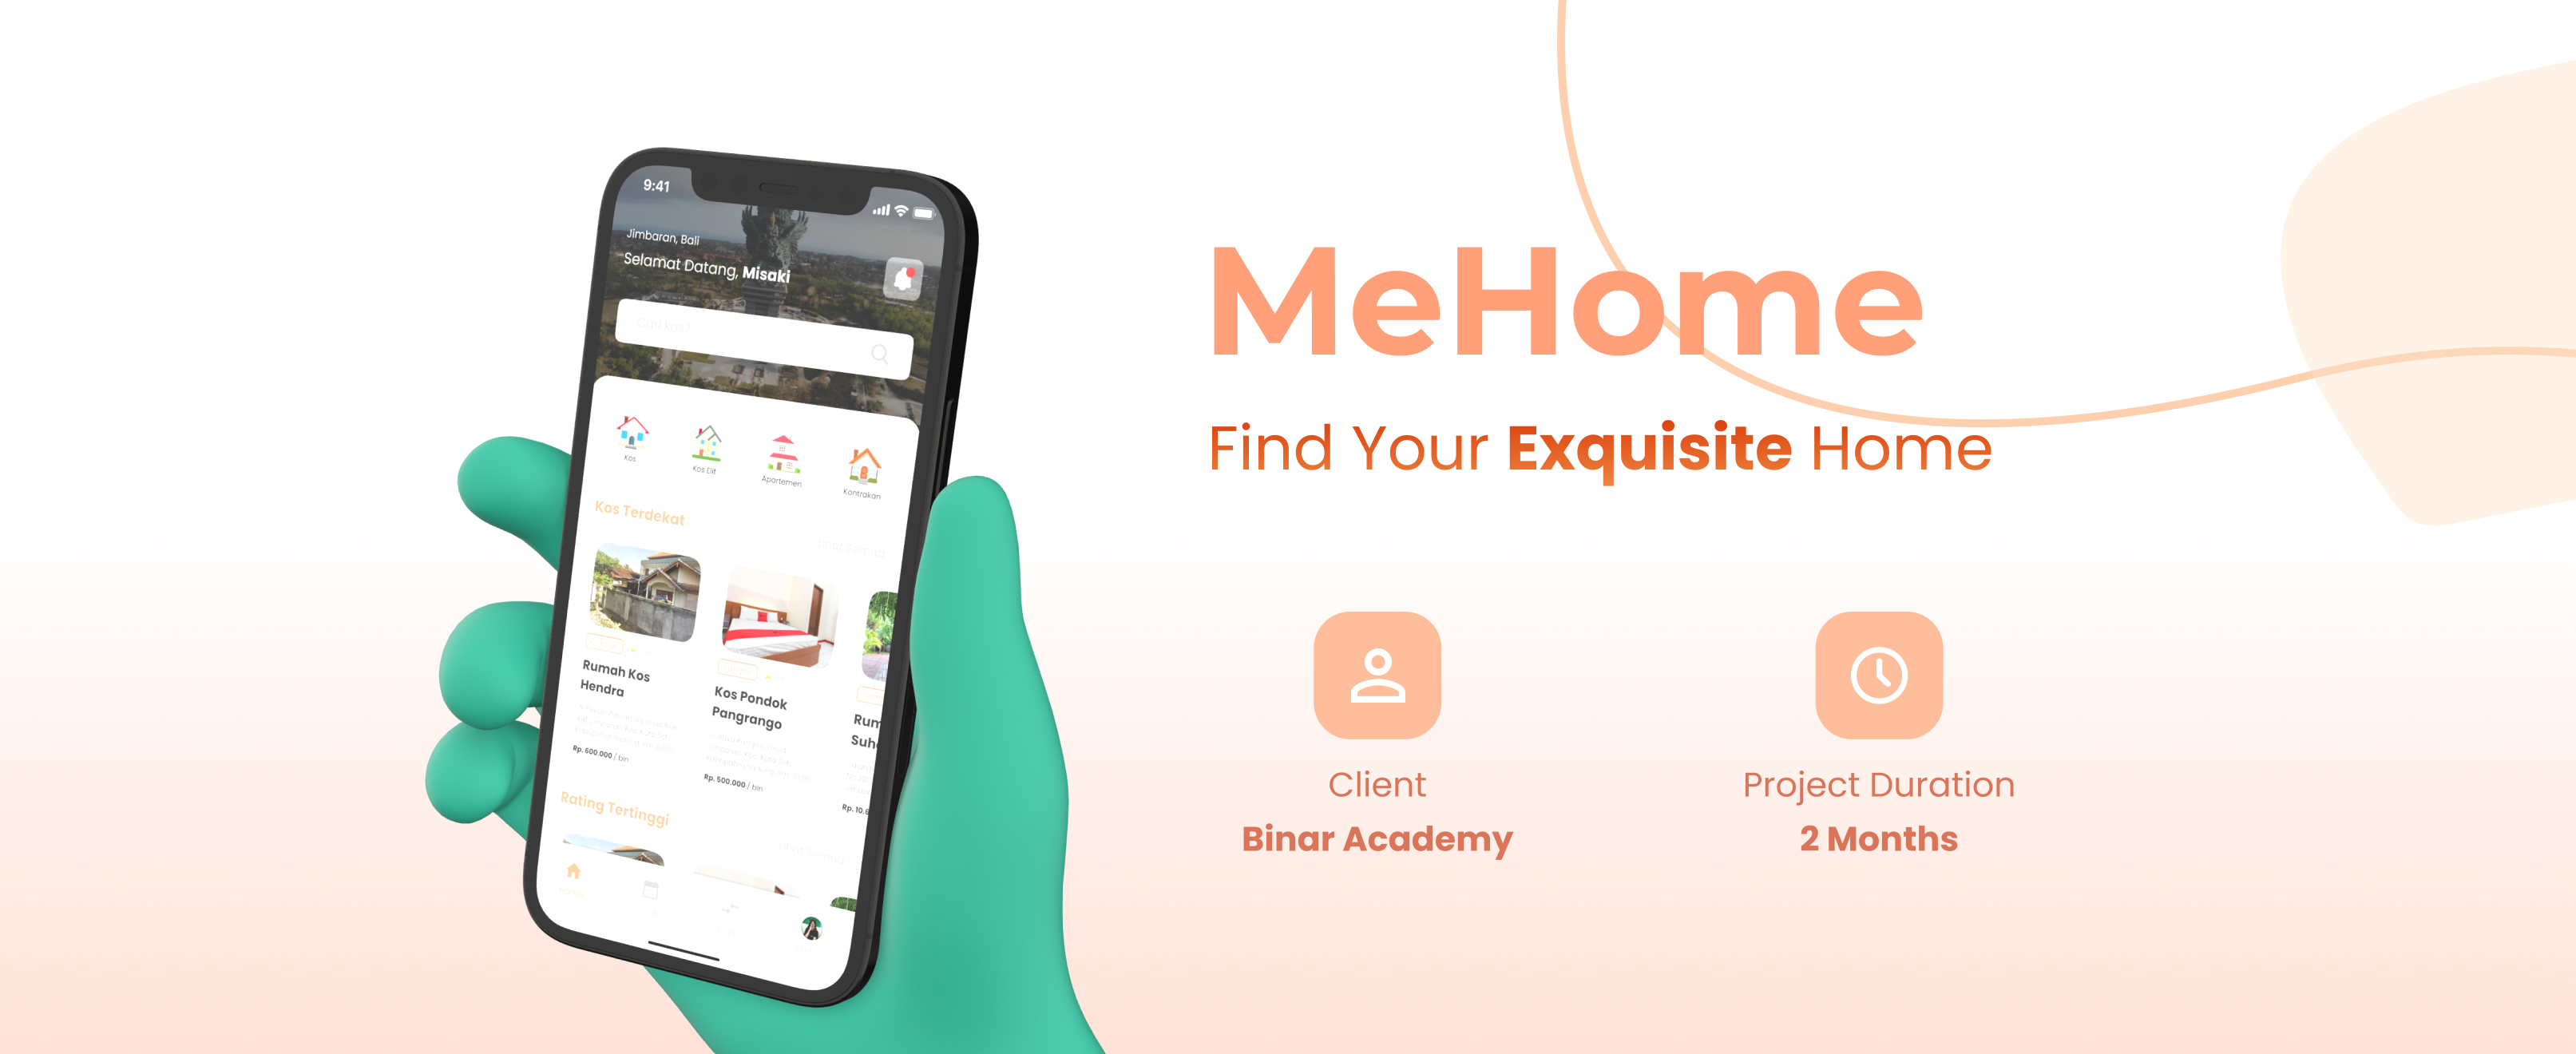 9:41
Jimbaran, Bali
Selamat Datang, Misaki
Cari kos?
Kos
Kos Elit
Apartemen
Kontrakan
Kos Terdekat
Lihat Semua
Rumah Kos
Hendra
Rp. 600.000 / bln
Kos Pondok
Pangrango
Rp. 500.000 / bln
Rum
Suh
Rp. 10.
Rating Tertinggi
Lihat Semua
MeHome
Find Your Exquisite Home
Client
Binar Academy
Project Duration
2 Months